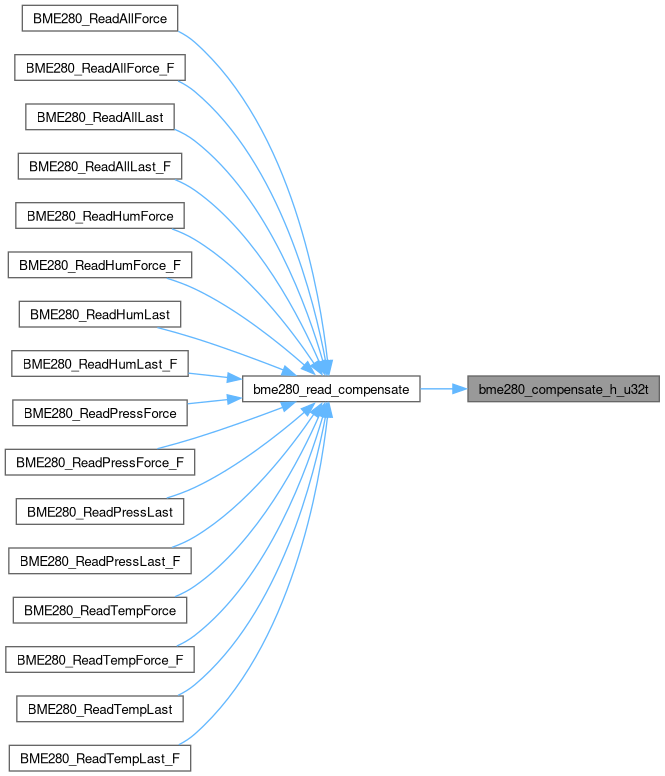 BME280_ReadAllForce
BME280_ReadAllForce_F
BME280_ReadAllLast
BME280_ReadAllLast_F
BME280_ReadHumForce
BME280_ReadHumForce_F
BME280_ReadHumLast
BME280_ReadHumLast_F
bme280_read_compensate
bme280_compensate_h_u32t
BME280_ReadPressForce
BME280_ReadPressForce_F
BME280_ReadPressLast
BME280_ReadPressLast_F
BME280_ReadTempForce
BME280_ReadTempForce_F
BME280_ReadTempLast
BME280_ReadTempLast_F